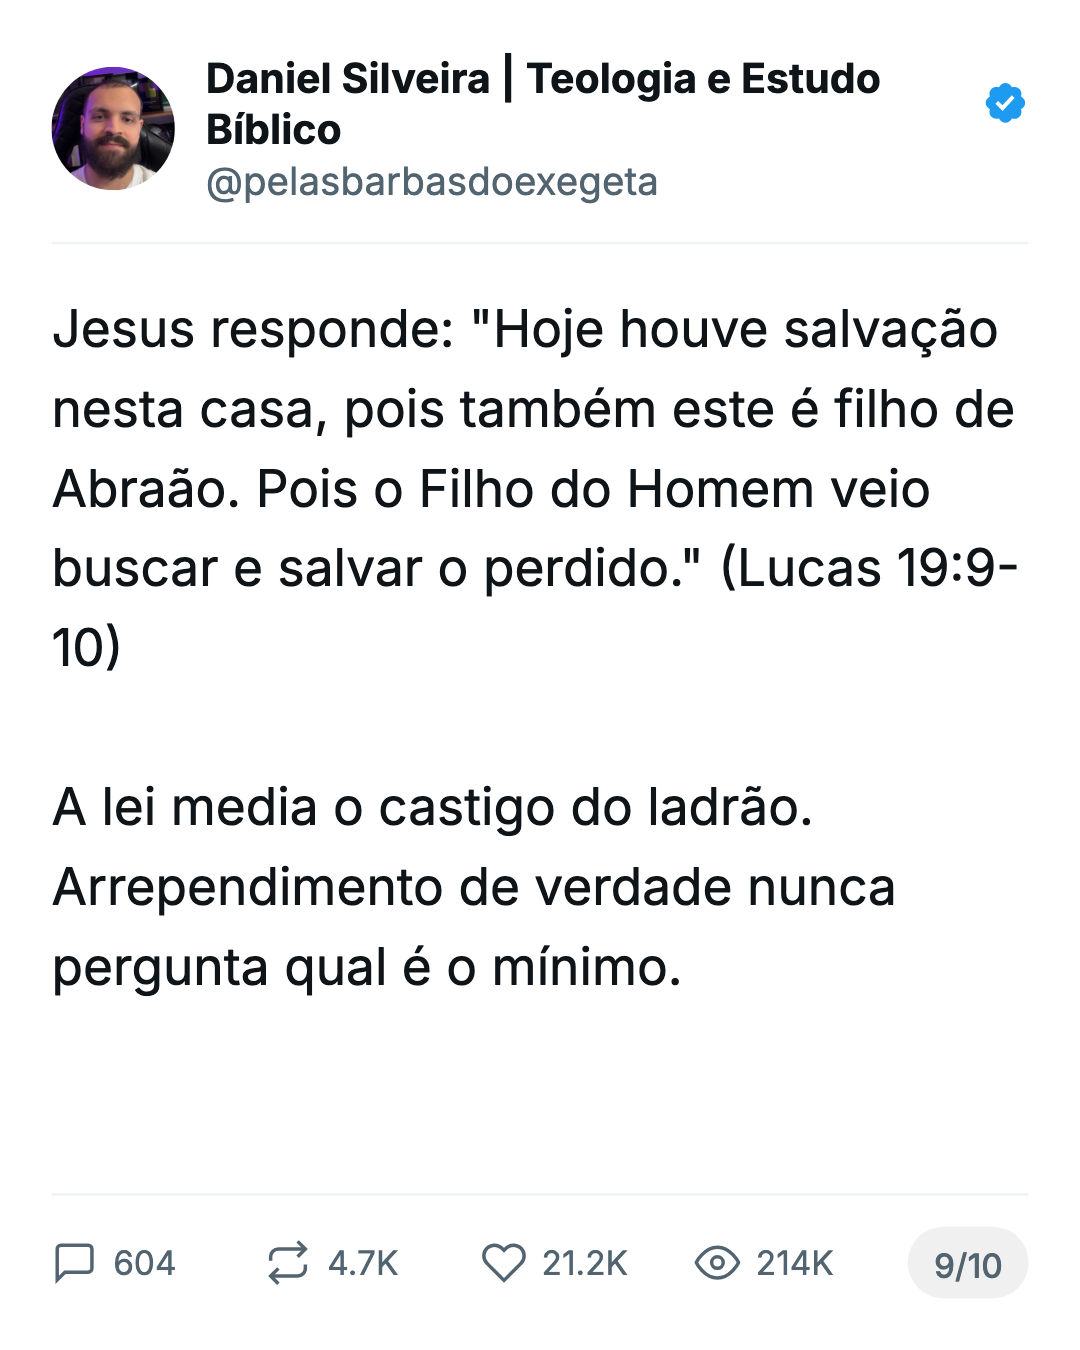 Daniel Silveira | Teologia e Estudo
Bíblico
@pelasbarbasdoexegeta
Jesus responde: "Hoje houve salvação
nesta casa, pois também este é filho de
Abraão. Pois o Filho do Homem veio
buscar e salvar o perdido." (Lucas 19:9-
10)
A lei media o castigo do ladrão.
Arrependimento de verdade nunca
pergunta qual é o mínimo.
604 4.7K 21.2K 214K 9/10